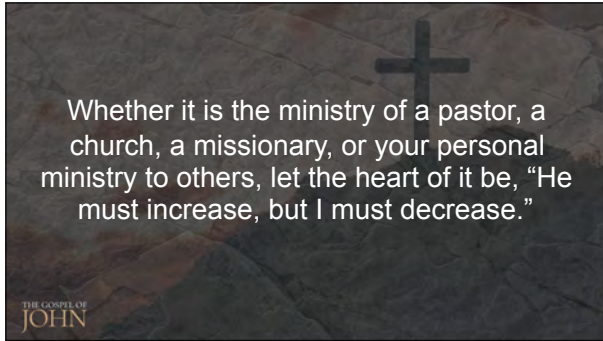 Whether it is the ministry of a pastor, a
church, a missionary, or your personal
ministry to others, let the heart of it be, “He
must increase, but I must decrease.”
THE GOSPEL OF
JOHN